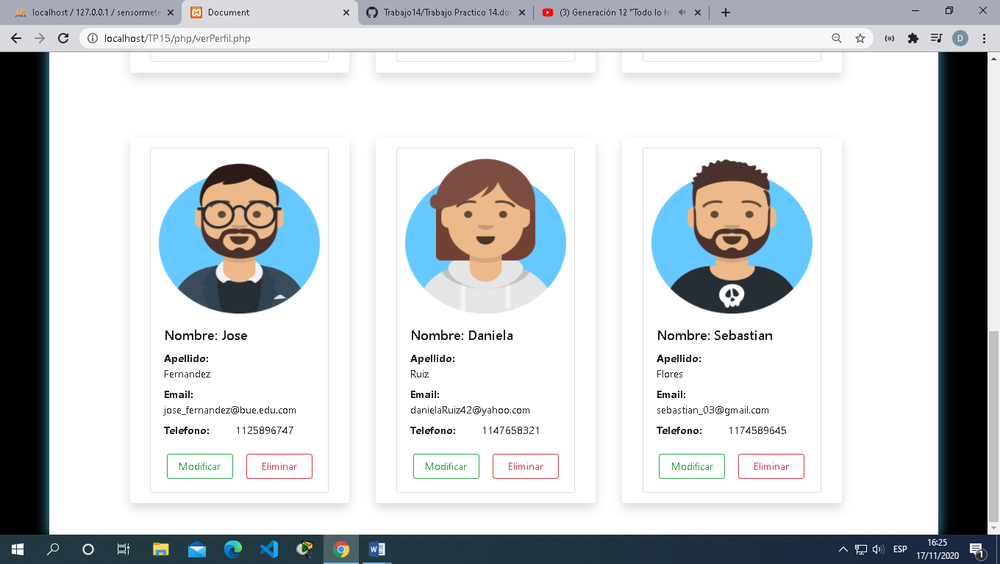 localhost / 127.0.0.1 / sensormete
Document
Trabajo14/Trabajo Practico 14.doc
(3) Generación 12 "Todo lo ha
localhost/TP15/php/verPerfil.php
D
Nombre: Jose
Apellido:
Fernandez
Email:
jose_fernandez@bue.edu.com
Telefono: 1125896747
Modificar Eliminar
Nombre: Daniela
Apellido:
Ruiz
Email:
danielaRuiz42@yahoo.com
Telefono: 1147658321
Modificar Eliminar
Nombre: Sebastian
Apellido:
Flores
Email:
sebastian_03@gmail.com
Telefono: 1174589645
Modificar Eliminar
ESP
16:25
17/11/2020
1